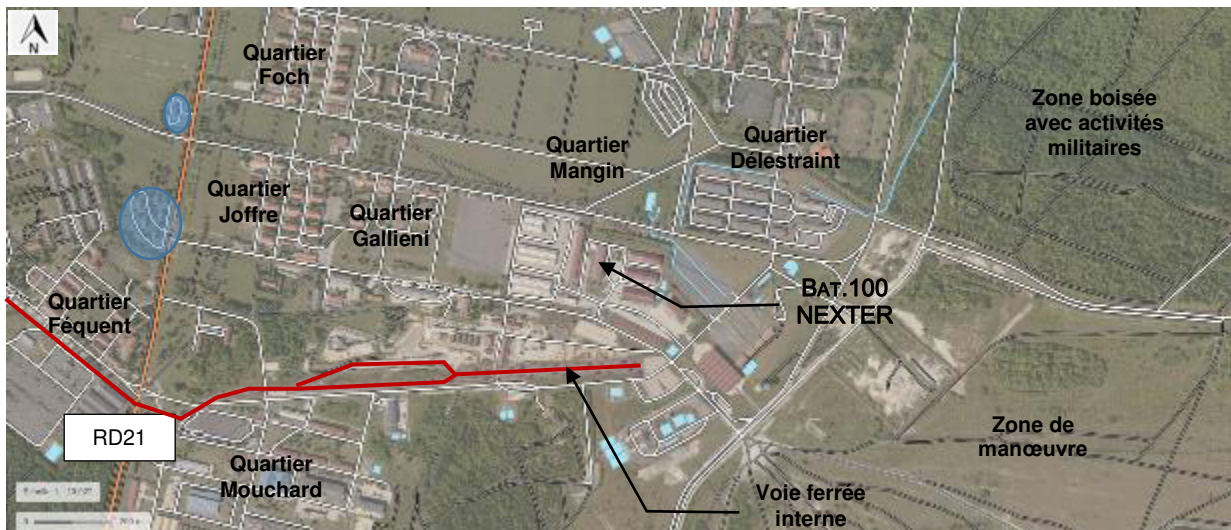 N
Quartier
Foch
Zone boisée
avec activités
militaires
Quartier
Mangin
Quartier
Délestraint
Quartier
Joffre
Quartier
Gallieni
Quartier
Féquent
BAT.100
NEXTER
RD21
Zone de
manœuvre
Quartier
Mouchard
Voie ferrée
interne